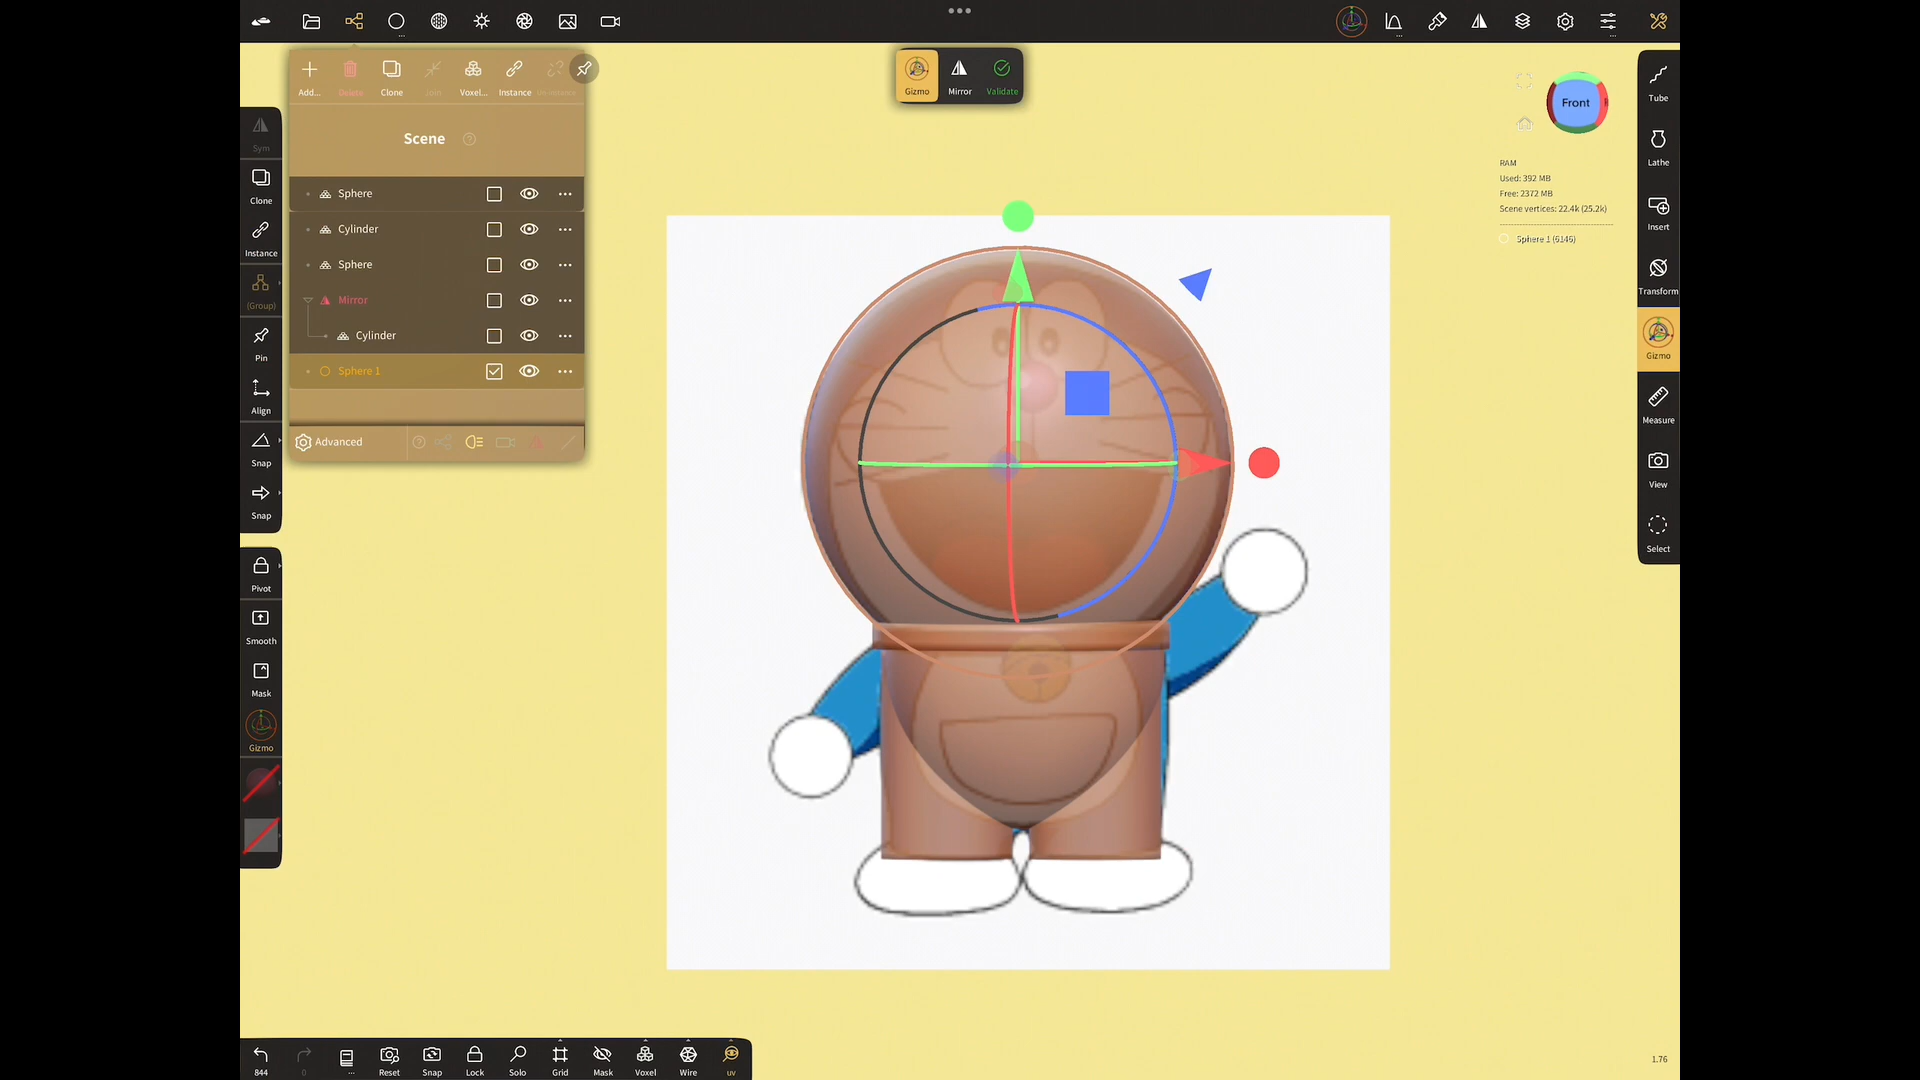 Add...
Delete
Clone
Join
Voxel...
Instance
Un-instance
Scene
Sphere
Cylinder
Sphere
Mirror
Cylinder
Sphere 1
Advanced
Sym
Clone
Instance
(Group)
Pin
Align
Snap
Snap
Pivot
Smooth
Mask
Gizmo
Gizmo
Mirror
Validate
Front
RAM
Used: 392 MB
Free: 2372 MB
Scene vertices: 22.4k (25.2k)
Sphere 1 (6146)
Tube
Lathe
Insert
Transform
Gizmo
Measure
View
Select
844
0
...
Reset
Snap
Lock
Solo
Grid
Mask
Voxel
Wire
uv
1.76